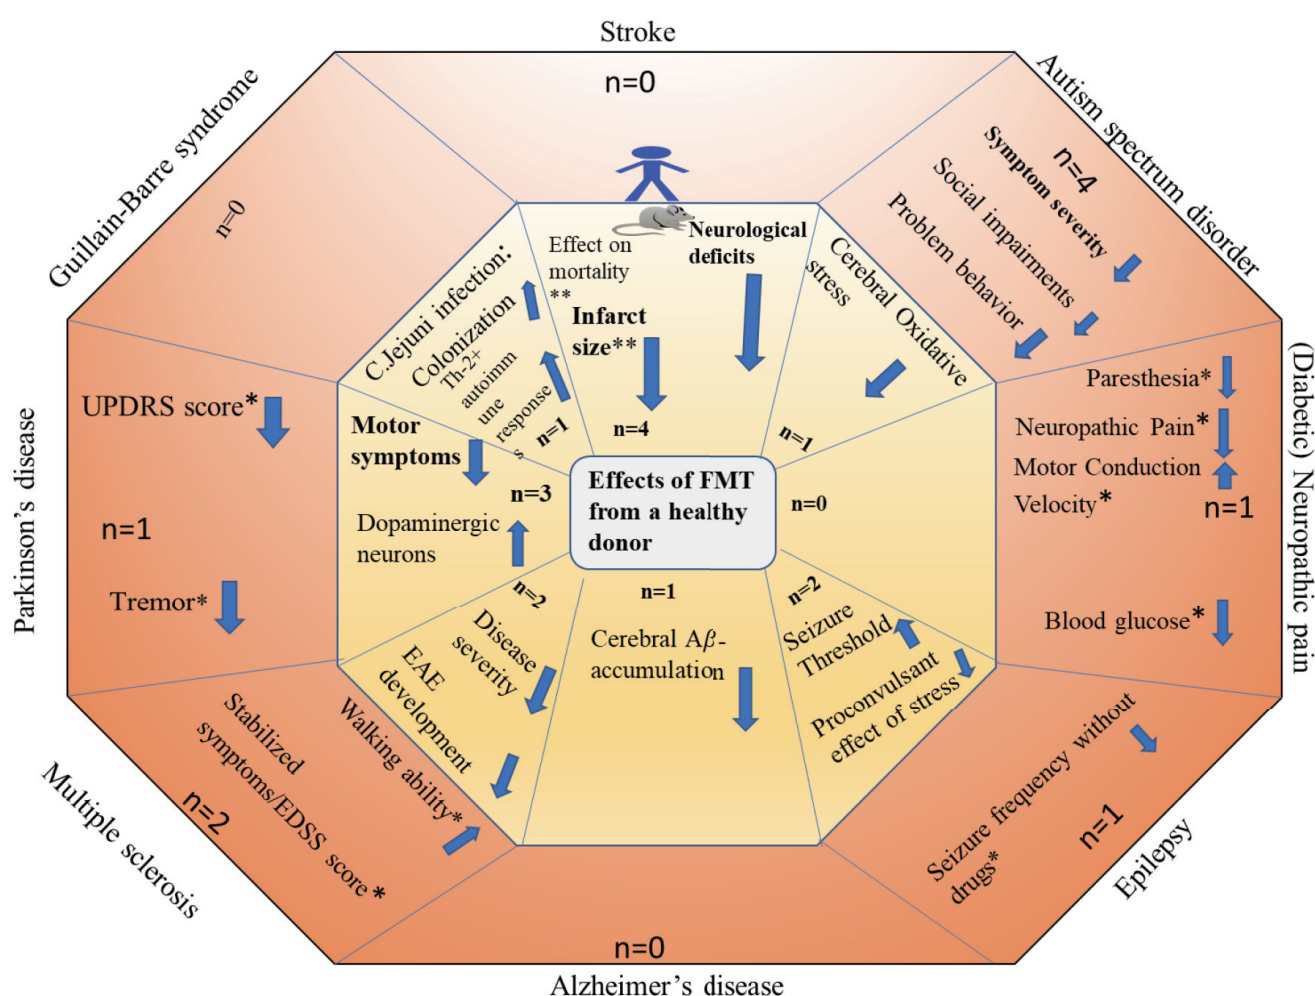 Stroke
n=0
Autism spectrum disorder
n=4
Symptom severity
Social impairments
Problem behavior
(Diabetic) Neuropathic pain
Paresthesia*
Neuropathic Pain*
Motor Conduction
Velocity*
n=1
Blood glucose*
Epilepsy
n=1
Seizure frequency without
drugs*
Alzheimer's disease
n=0
Multiple sclerosis
n=2
Stabilized
symptoms/EDSS score*
Walking ability*
Parkinson's disease
UPDRS score*
n=1
Tremor*
Guillain-Barre syndrome
n=0
Effect on
mortality
**
Infarct
size**
Neurological
deficits
n=4
Cerebral Oxidative
stress
n=1
n=0
n=2
Seizure
Threshold
Proconvulsant
effect of stress
n=1
Cerebral Aβ-
accumulation
n=2
Disease
severity
EAE
development
Motor
symptoms
n=3
Dopaminergic
neurons
C.Jejuni infection:
Colonization
Th-2+
autoimm
une
response
s
n=1
Effects of FMT
from a healthy
donor